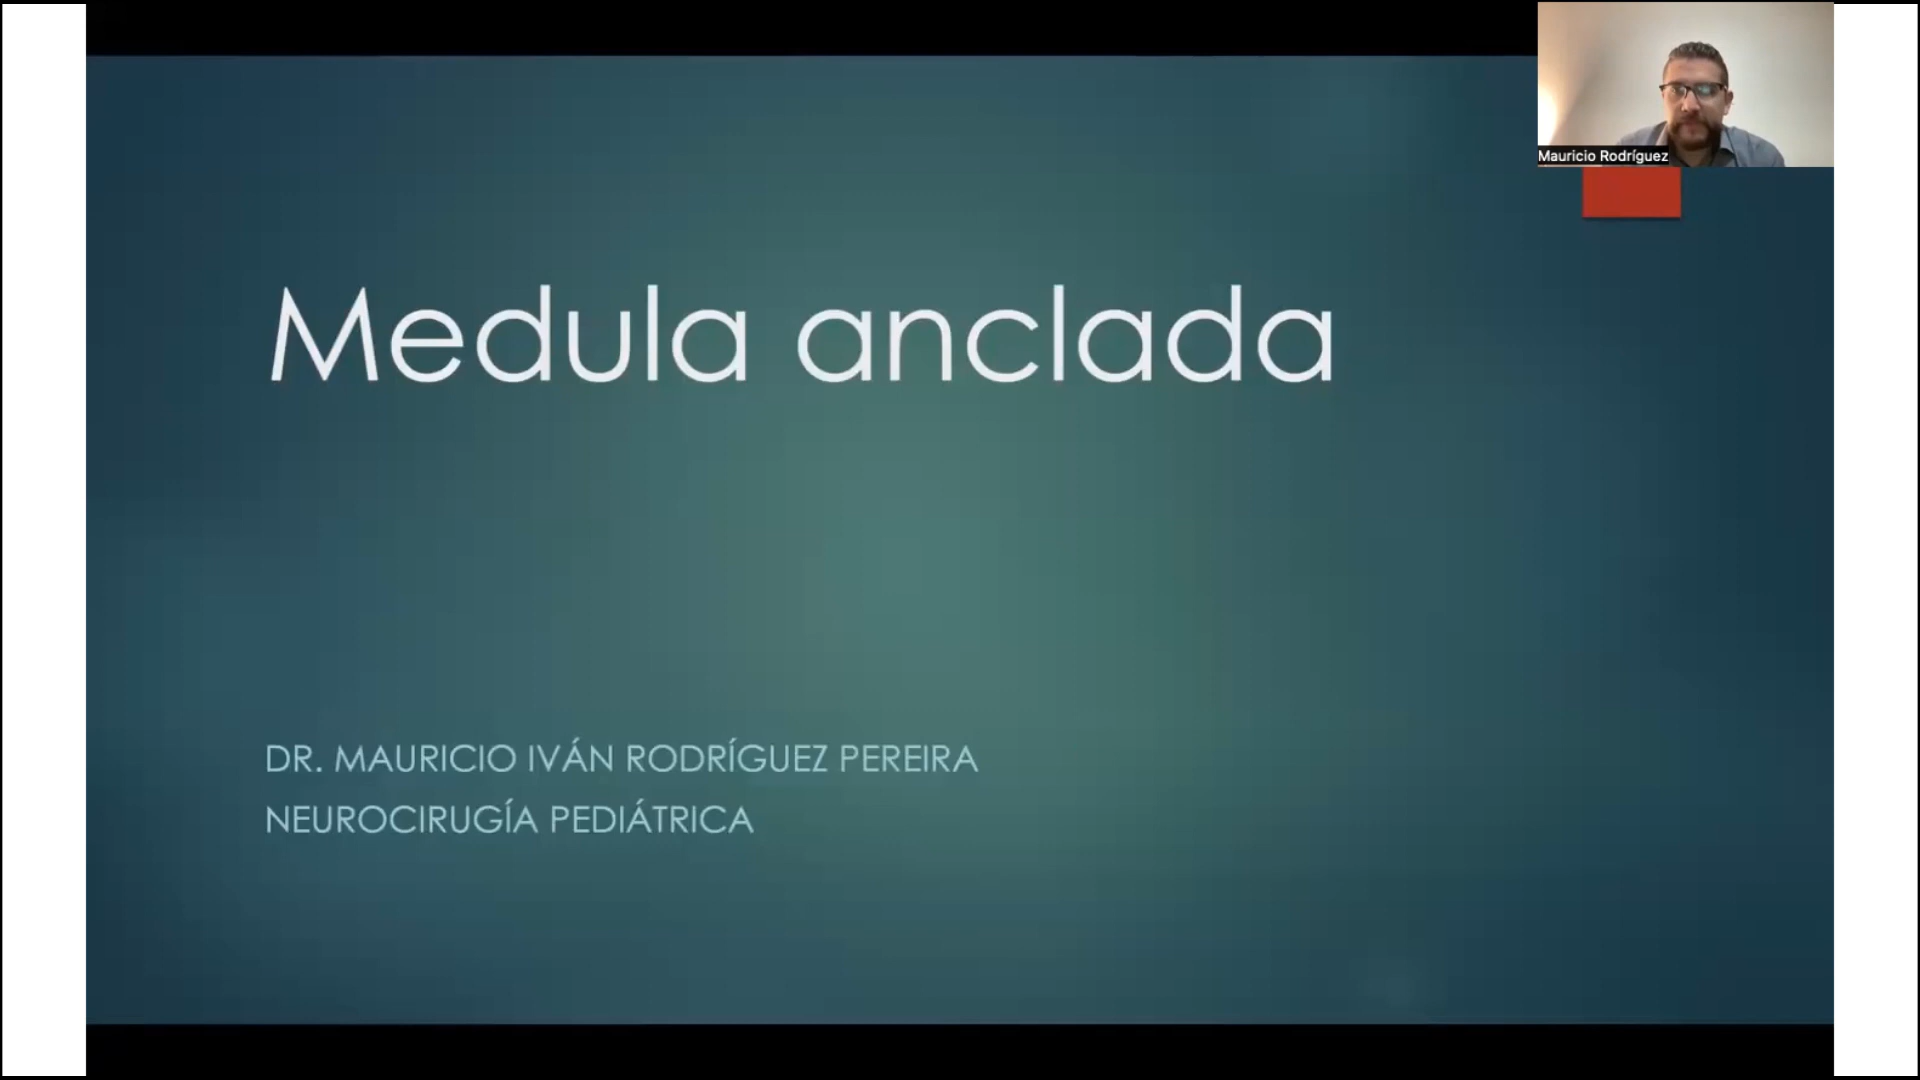 Mauricio Rodríguez
Medula anclada
DR. MAURICIO IVÁN RODRÍGUEZ PEREIRA
NEUROCIRUGÍA PEDIÁTRICA